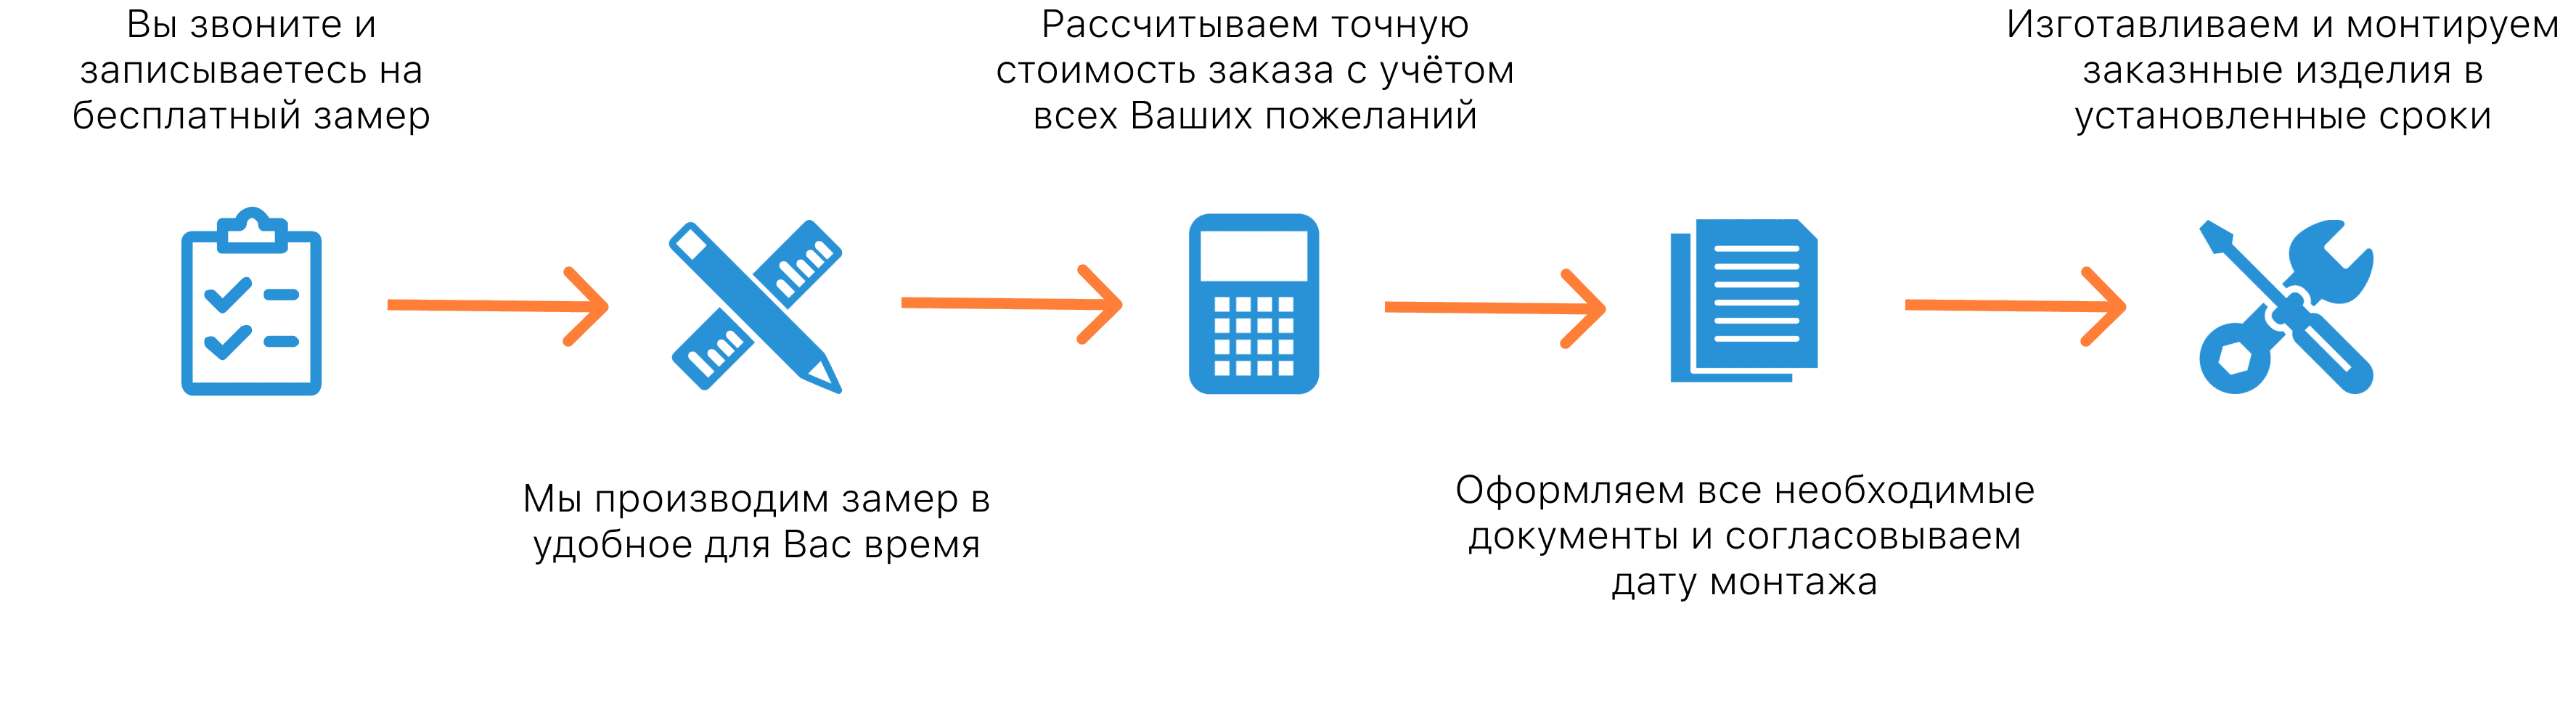 Вы звоните и
записываетесь на
бесплатный замер
Мы производим замер в
удобное для Вас время
Рассчитываем точную
стоимость заказа с учётом
всех Ваших пожеланий
Оформляем все необходимые
документы и согласовываем
дату монтажа
Изготавливаем и монтируем
заказнные изделия в
установленные сроки